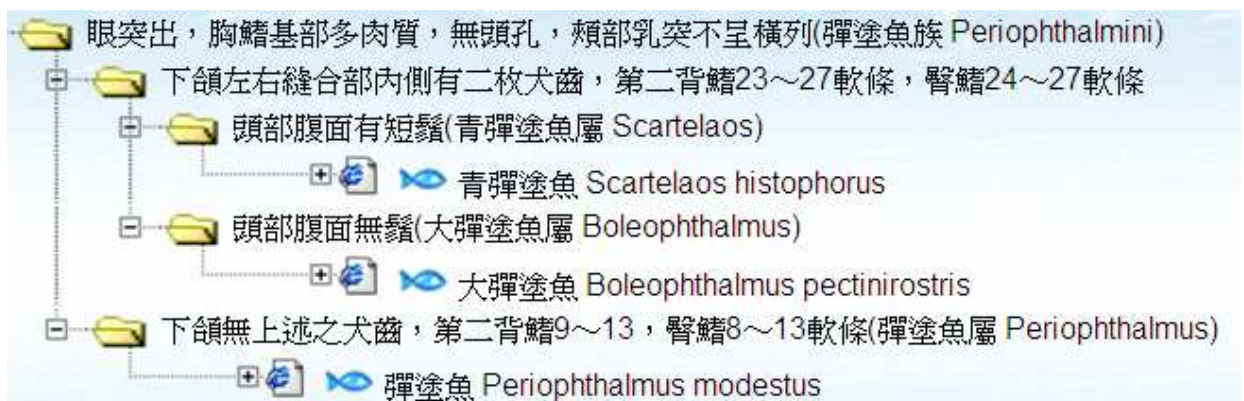 眼突出，胸鰭基部多肉質，無頭孔，頰部乳突不呈橫列(彈塗魚族 Periophthalmini)
下頜左右縫合部內側有二枚犬齒，第二背鰭23～27軟條，臀鰭24～27軟條
頭部腹面有短鬚(青彈塗魚屬 Scartelaos)
青彈塗魚 Scartelaos histophorus
頭部腹面無鬚(大彈塗魚屬 Boleophthalmus)
大彈塗魚 Boleophthalmus pectinirostris
下頜無上述之犬齒，第二背鰭9～13，臀鰭8～13軟條(彈塗魚屬 Periophthalmus)
彈塗魚 Periophthalmus modestus